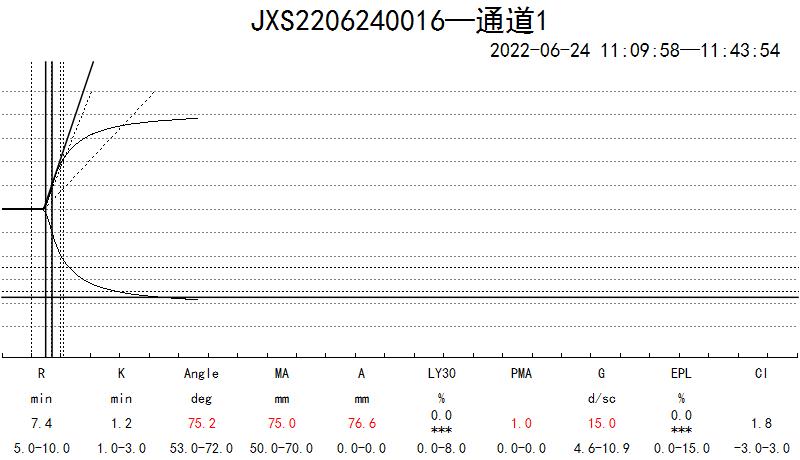 JXS2206240016—通道1
2022-06-24 11:09:58—11:43:54
R K Angle MA A LY30 PMA G EPL CI
min min deg mm mm % d/sc %
7.4 1.2 75.2 75.0 76.6 0.0 *** 1.0 15.0 0.0 *** 1.8
5.0-10.0 1.0-3.0 53.0-72.0 50.0-70.0 0.0-0.0 0.0-8.0 0.0-0.0 4.6-10.9 0.0-15.0 -3.0-3.0